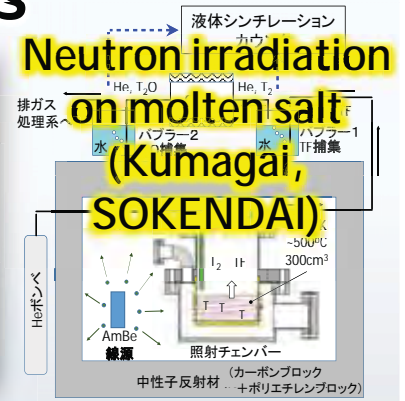 s
液体シンチレーション
カウンタ
Neutron irradiation
He, T₂O
He, T₂
on molten salt
排ガス
処理系へ
水
バブラー2
水
バブラー1
TF捕集
(Kumagai,
SOKENDAI)
~500ºC
300cm³
T₂ TF
T T T
Heボンベ
AmBe
線源
照射チェンバー
中性子反射材
(カーボンブロック
+ポリエチレンブロック)